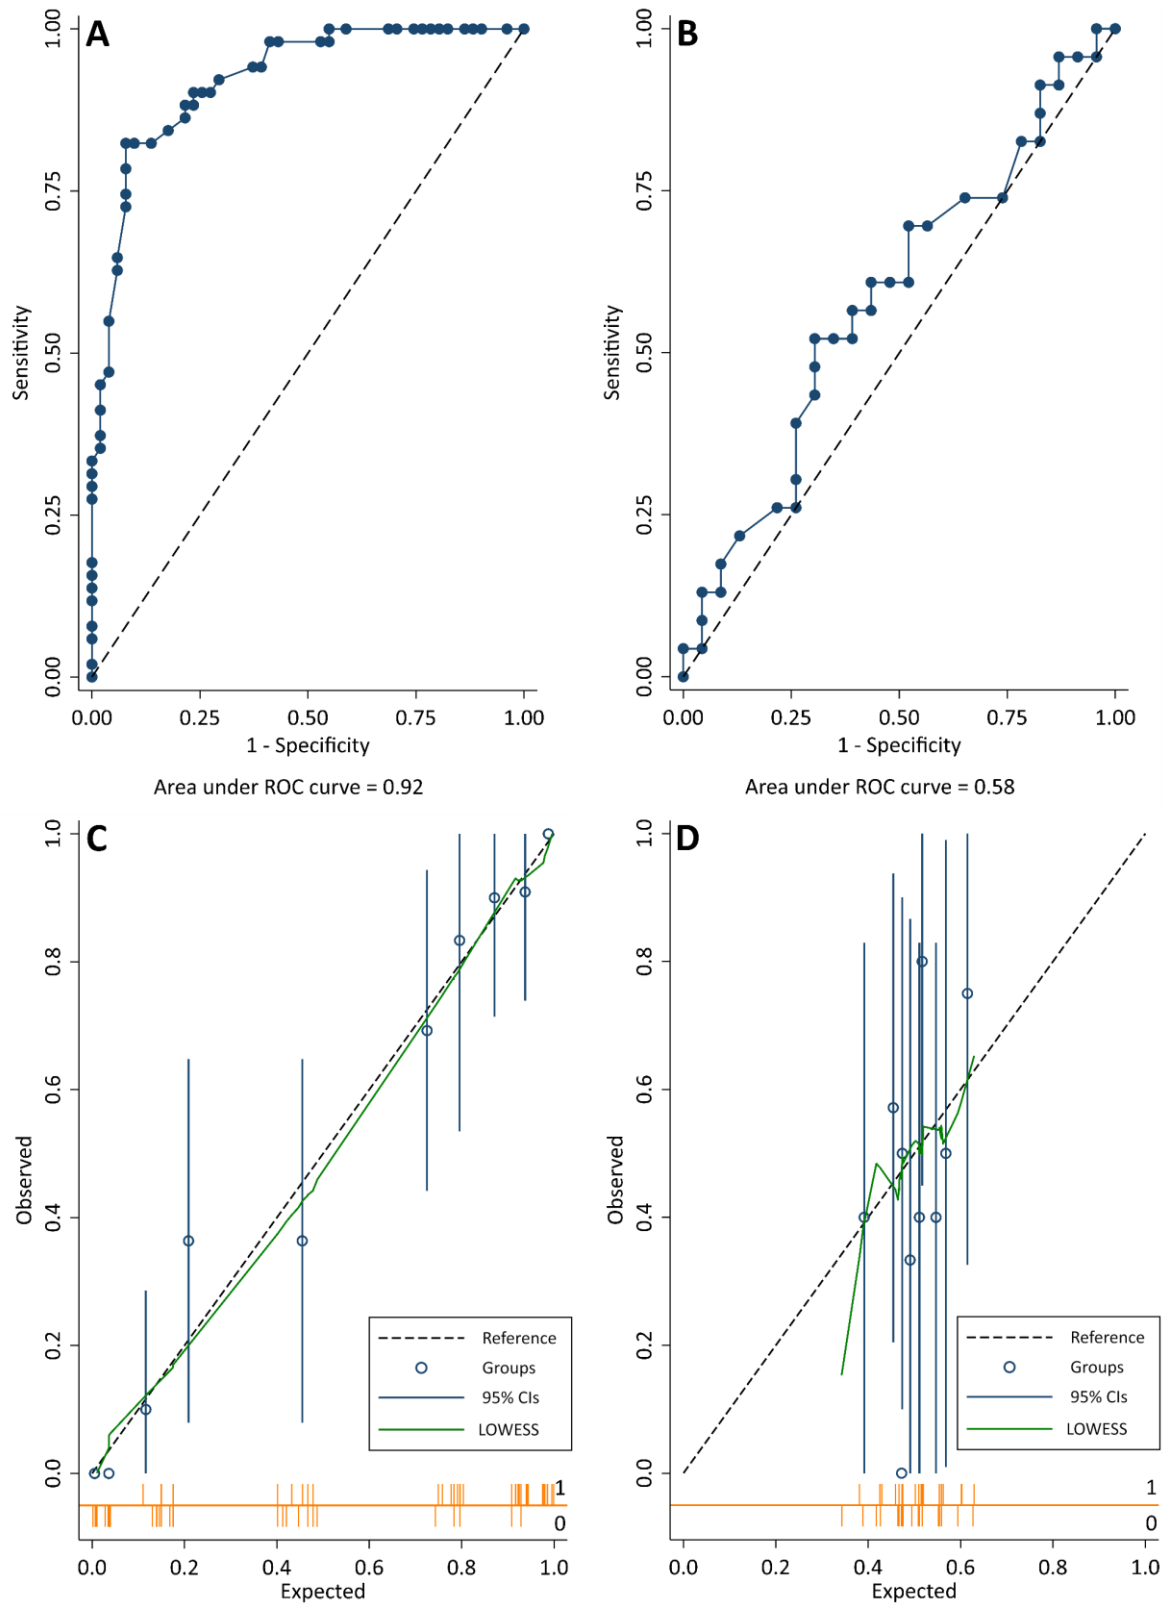 A
B
1.00
0.75
0.50
0.25
0.00
Sensitivity
0.00 0.25 0.50 0.75 1.00
1 - Specificity
Area under ROC curve = 0.92
1.00
0.75
0.50
0.25
0.00
Sensitivity
0.00 0.25 0.50 0.75 1.00
1 - Specificity
Area under ROC curve = 0.58
C
1.0
0.8
0.6
0.4
0.2
0.0
Observed
Reference
Groups
95% CIs
LOWESS
1
0
0.0 0.2 0.4 0.6 0.8 1.0
Expected
D
1.0
0.8
0.6
0.4
0.2
0.0
Observed
Reference
Groups
95% CIs
LOWESS
1
0
0.0 0.2 0.4 0.6 0.8 1.0
Expected